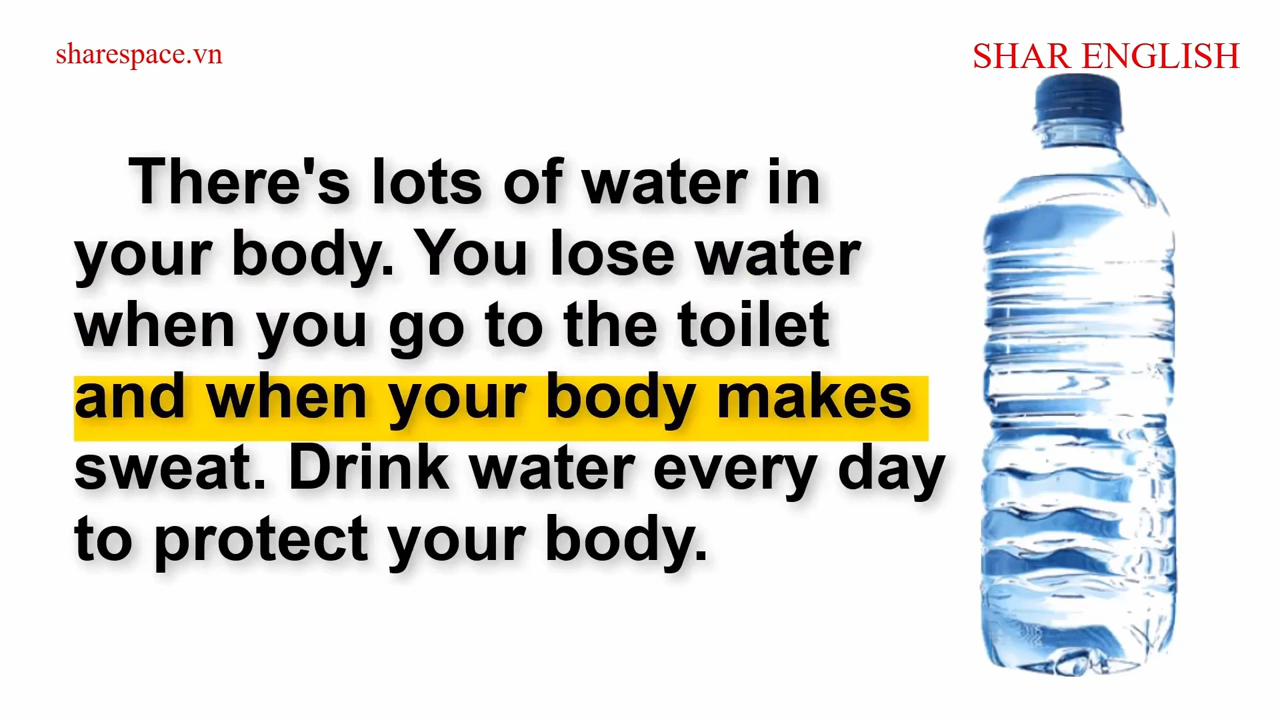 sharespace.vn
SHAR ENGLISH
There's lots of water in
your body. You lose water
when you go to the toilet
and when your body makes
sweat. Drink water every day
to protect your body.